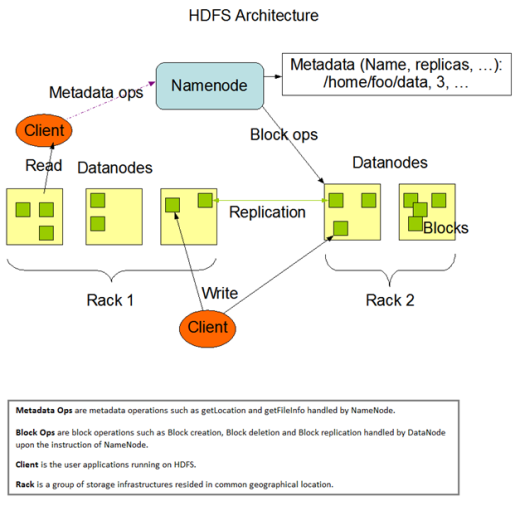 HDFS Architecture
Metadata (Name, replicas, …):
/home/foo/data, 3, …
Namenode
Metadata ops
Client
Block ops
Read
Datanodes
Datanodes
Replication
Blocks
Write
Rack 1
Rack 2
Client
Metadata Ops are metadata operations such as getLocation and getFileInfo handled by NameNode.
Block Ops are block operations such as Block creation, Block deletion and Block replication handled by DataNode
upon the instruction of NameNode.
Client is the user applications running on HDFS.
Rack is a group of storage infrastructures resided in common geographical location.